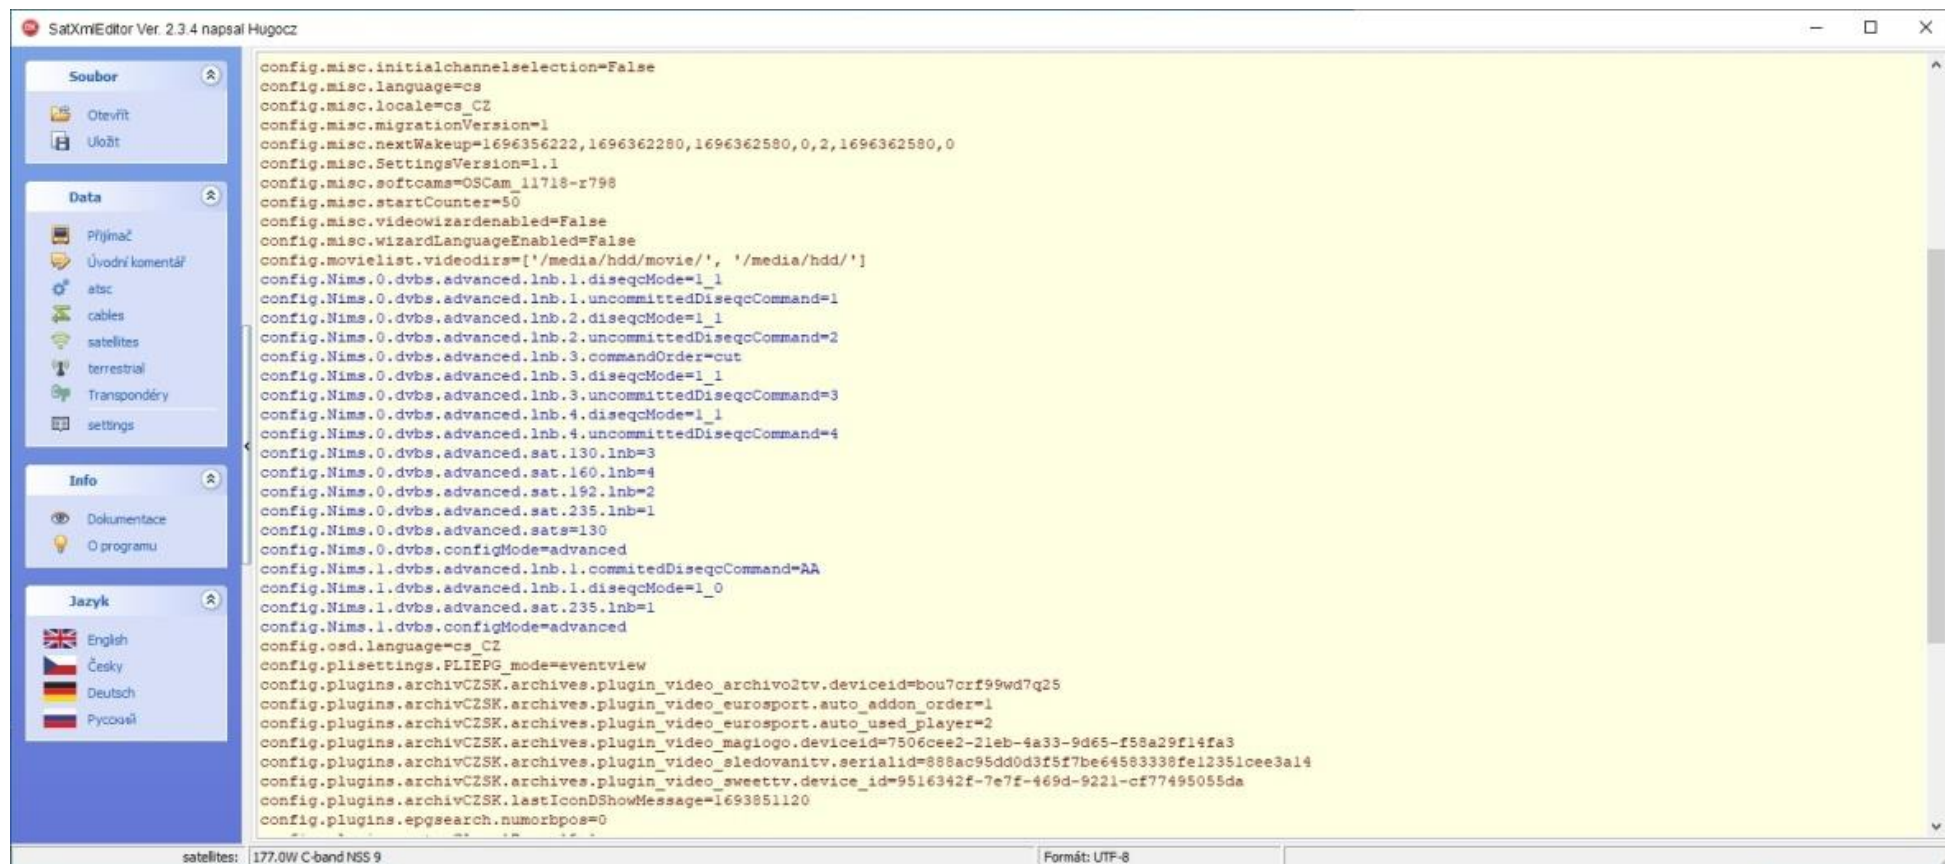 SatXmlEditor Ver. 2.3.4 napsal Hugocz
Soubor
Otevřít
Uložit
Data
Přijímač
Úvodní komentář
atsc
cables
satellites
terrestrial
Transpondéry
settings
Info
Dokumentace
O programu
Jazyk
English
Česky
Deutsch
Русский
config.misc.initialchannelselection=False
config.misc.language=cs
config.misc.locale=cs_CZ
config.misc.migrationVersion=1
config.misc.nextWakeup=1696356222,1696362280,1696362580,0,2,1696362580,0
config.misc.SettingsVersion=1.1
config.misc.softcams=OSCam_11718-r798
config.misc.startCounter=50
config.misc.videowizardenabled=False
config.misc.wizardLanguageEnabled=False
config.movielist.videodirs=['/media/hdd/movie/', '/media/hdd/']
config.Nims.0.dvbs.advanced.lnb.1.diseqcMode=1_1
config.Nims.0.dvbs.advanced.lnb.1.uncommittedDiseqcCommand=1
config.Nims.0.dvbs.advanced.lnb.2.diseqcMode=1_1
config.Nims.0.dvbs.advanced.lnb.2.uncommittedDiseqcCommand=2
config.Nims.0.dvbs.advanced.lnb.3.commandOrder=cut
config.Nims.0.dvbs.advanced.lnb.3.diseqcMode=1_1
config.Nims.0.dvbs.advanced.lnb.3.uncommittedDiseqcCommand=3
config.Nims.0.dvbs.advanced.lnb.4.diseqcMode=1_1
config.Nims.0.dvbs.advanced.lnb.4.uncommittedDiseqcCommand=4
config.Nims.0.dvbs.advanced.sat.130.lnb=3
config.Nims.0.dvbs.advanced.sat.160.lnb=4
config.Nims.0.dvbs.advanced.sat.192.lnb=2
config.Nims.0.dvbs.advanced.sat.235.lnb=1
config.Nims.0.dvbs.advanced.sats=130
config.Nims.0.dvbs.configMode=advanced
config.Nims.1.dvbs.advanced.lnb.1.commitedDiseqcCommand=AA
config.Nims.1.dvbs.advanced.lnb.1.diseqcMode=1_0
config.Nims.1.dvbs.advanced.sat.235.lnb=1
config.Nims.1.dvbs.configMode=advanced
config.osd.language=cs_CZ
config.plisettings.PLIEPG_mode=eventview
config.plugins.archivCZSK.archives.plugin_video_archivo2tv.deviceid=bou7crf99wd7q25
config.plugins.archivCZSK.archives.plugin_video_eurosport.auto_addon_order=1
config.plugins.archivCZSK.archives.plugin_video_eurosport.auto_used_player=2
config.plugins.archivCZSK.archives.plugin_video_magiogo.deviceid=7506cee2-21eb-4a33-9d65-f58a29f14fa3
config.plugins.archivCZSK.archives.plugin_video_sledovanitv.serialid=888ac95dd0d3f5f7be64583338fe12351cee3a14
config.plugins.archivCZSK.archives.plugin_video_sweettv.device_id=9516342f-7e7f-469d-9221-cf77495055da
config.plugins.archivCZSK.lastIconDShowMessage=1693851120
config.plugins.epgsearch.numorbpos=0
satellites: 177.0W C-band NSS 9
Formát: UTF-8